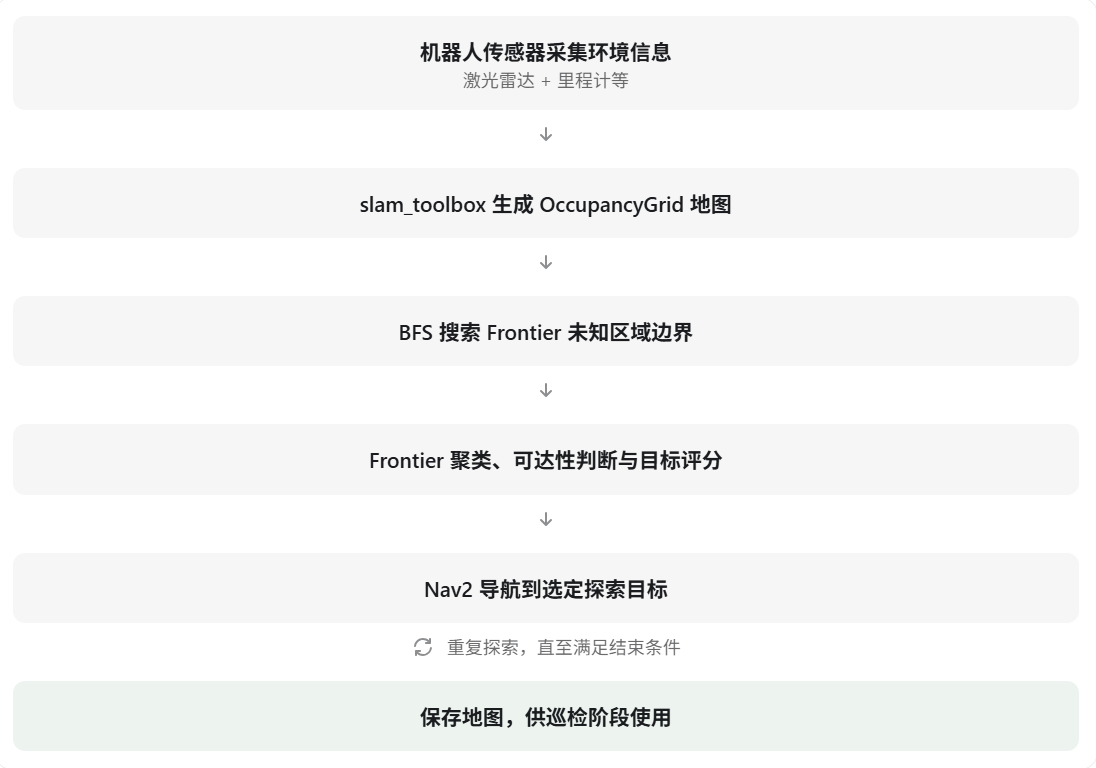 机器人传感器采集环境信息
激光雷达 + 里程计等
slam_toolbox 生成 OccupancyGrid 地图
BFS 搜索 Frontier 未知区域边界
Frontier 聚类、可达性判断与目标评分
Nav2 导航到选定探索目标
重复探索，直至满足结束条件
保存地图，供巡检阶段使用